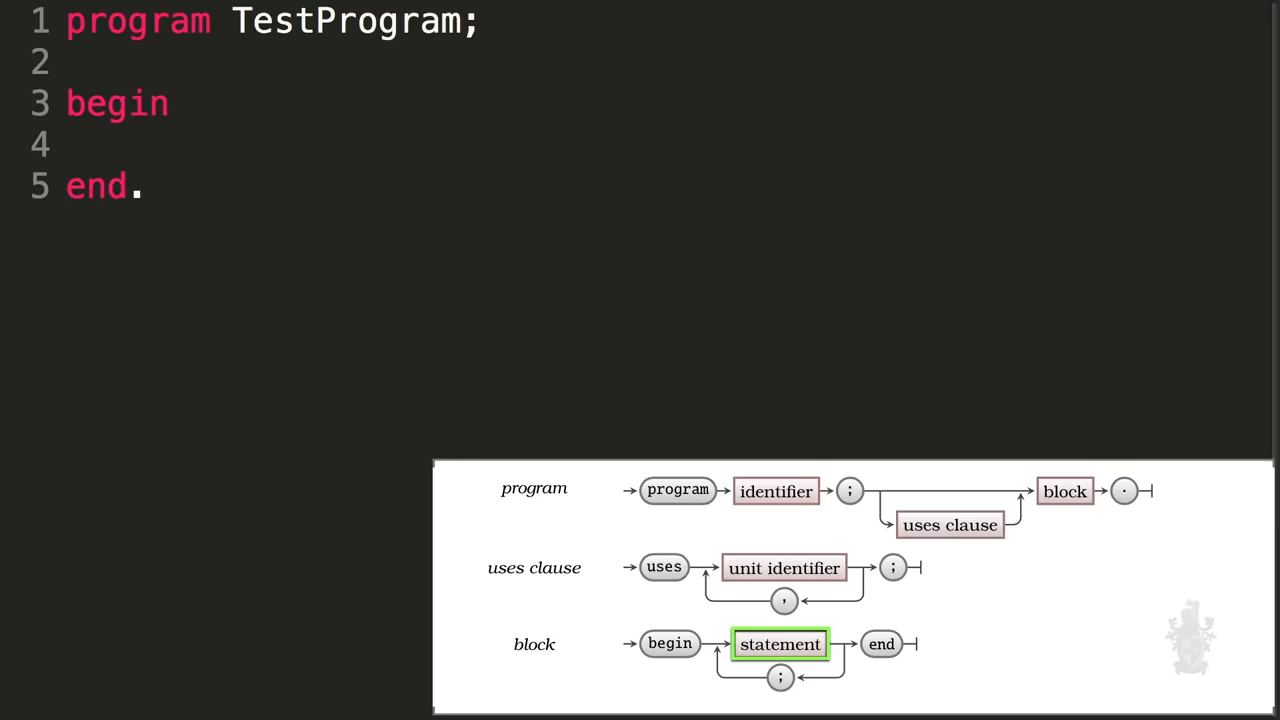 1 program TestProgram;
2
3 begin
4
5 end.
program program identifier ; block .
uses clause
uses clause uses unit identifier ;
,
block begin statement end
;